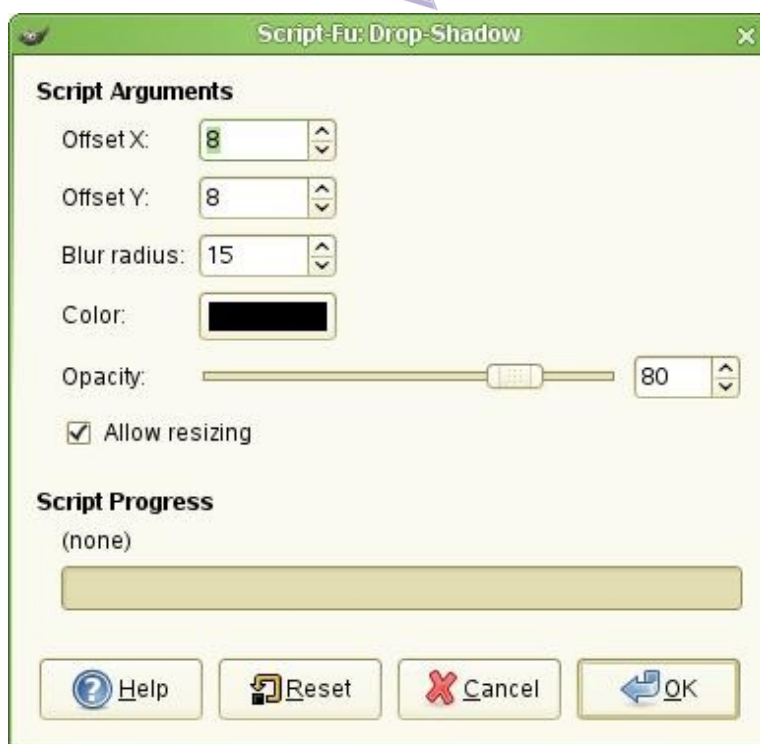 Script-Fu: Drop-Shadow
Script Arguments
Offset X: 8
Offset Y: 8
Blur radius: 15
Color:
Opacity: 80
Allow resizing
Script Progress
(none)
Help Reset Cancel OK